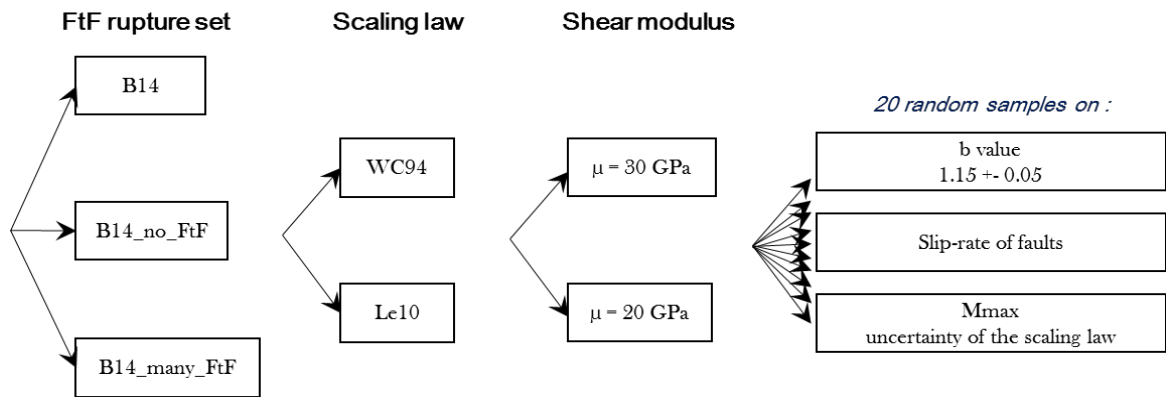 FtF rupture set
Scaling law
Shear modulus
B14
B14_no_FtF
B14_many_FtF
WC94
Le10
μ = 30 GPa
μ = 20 GPa
20 random samples on :
b value
1.15 +- 0.05
Slip-rate of faults
Mmax
uncertainty of the scaling law